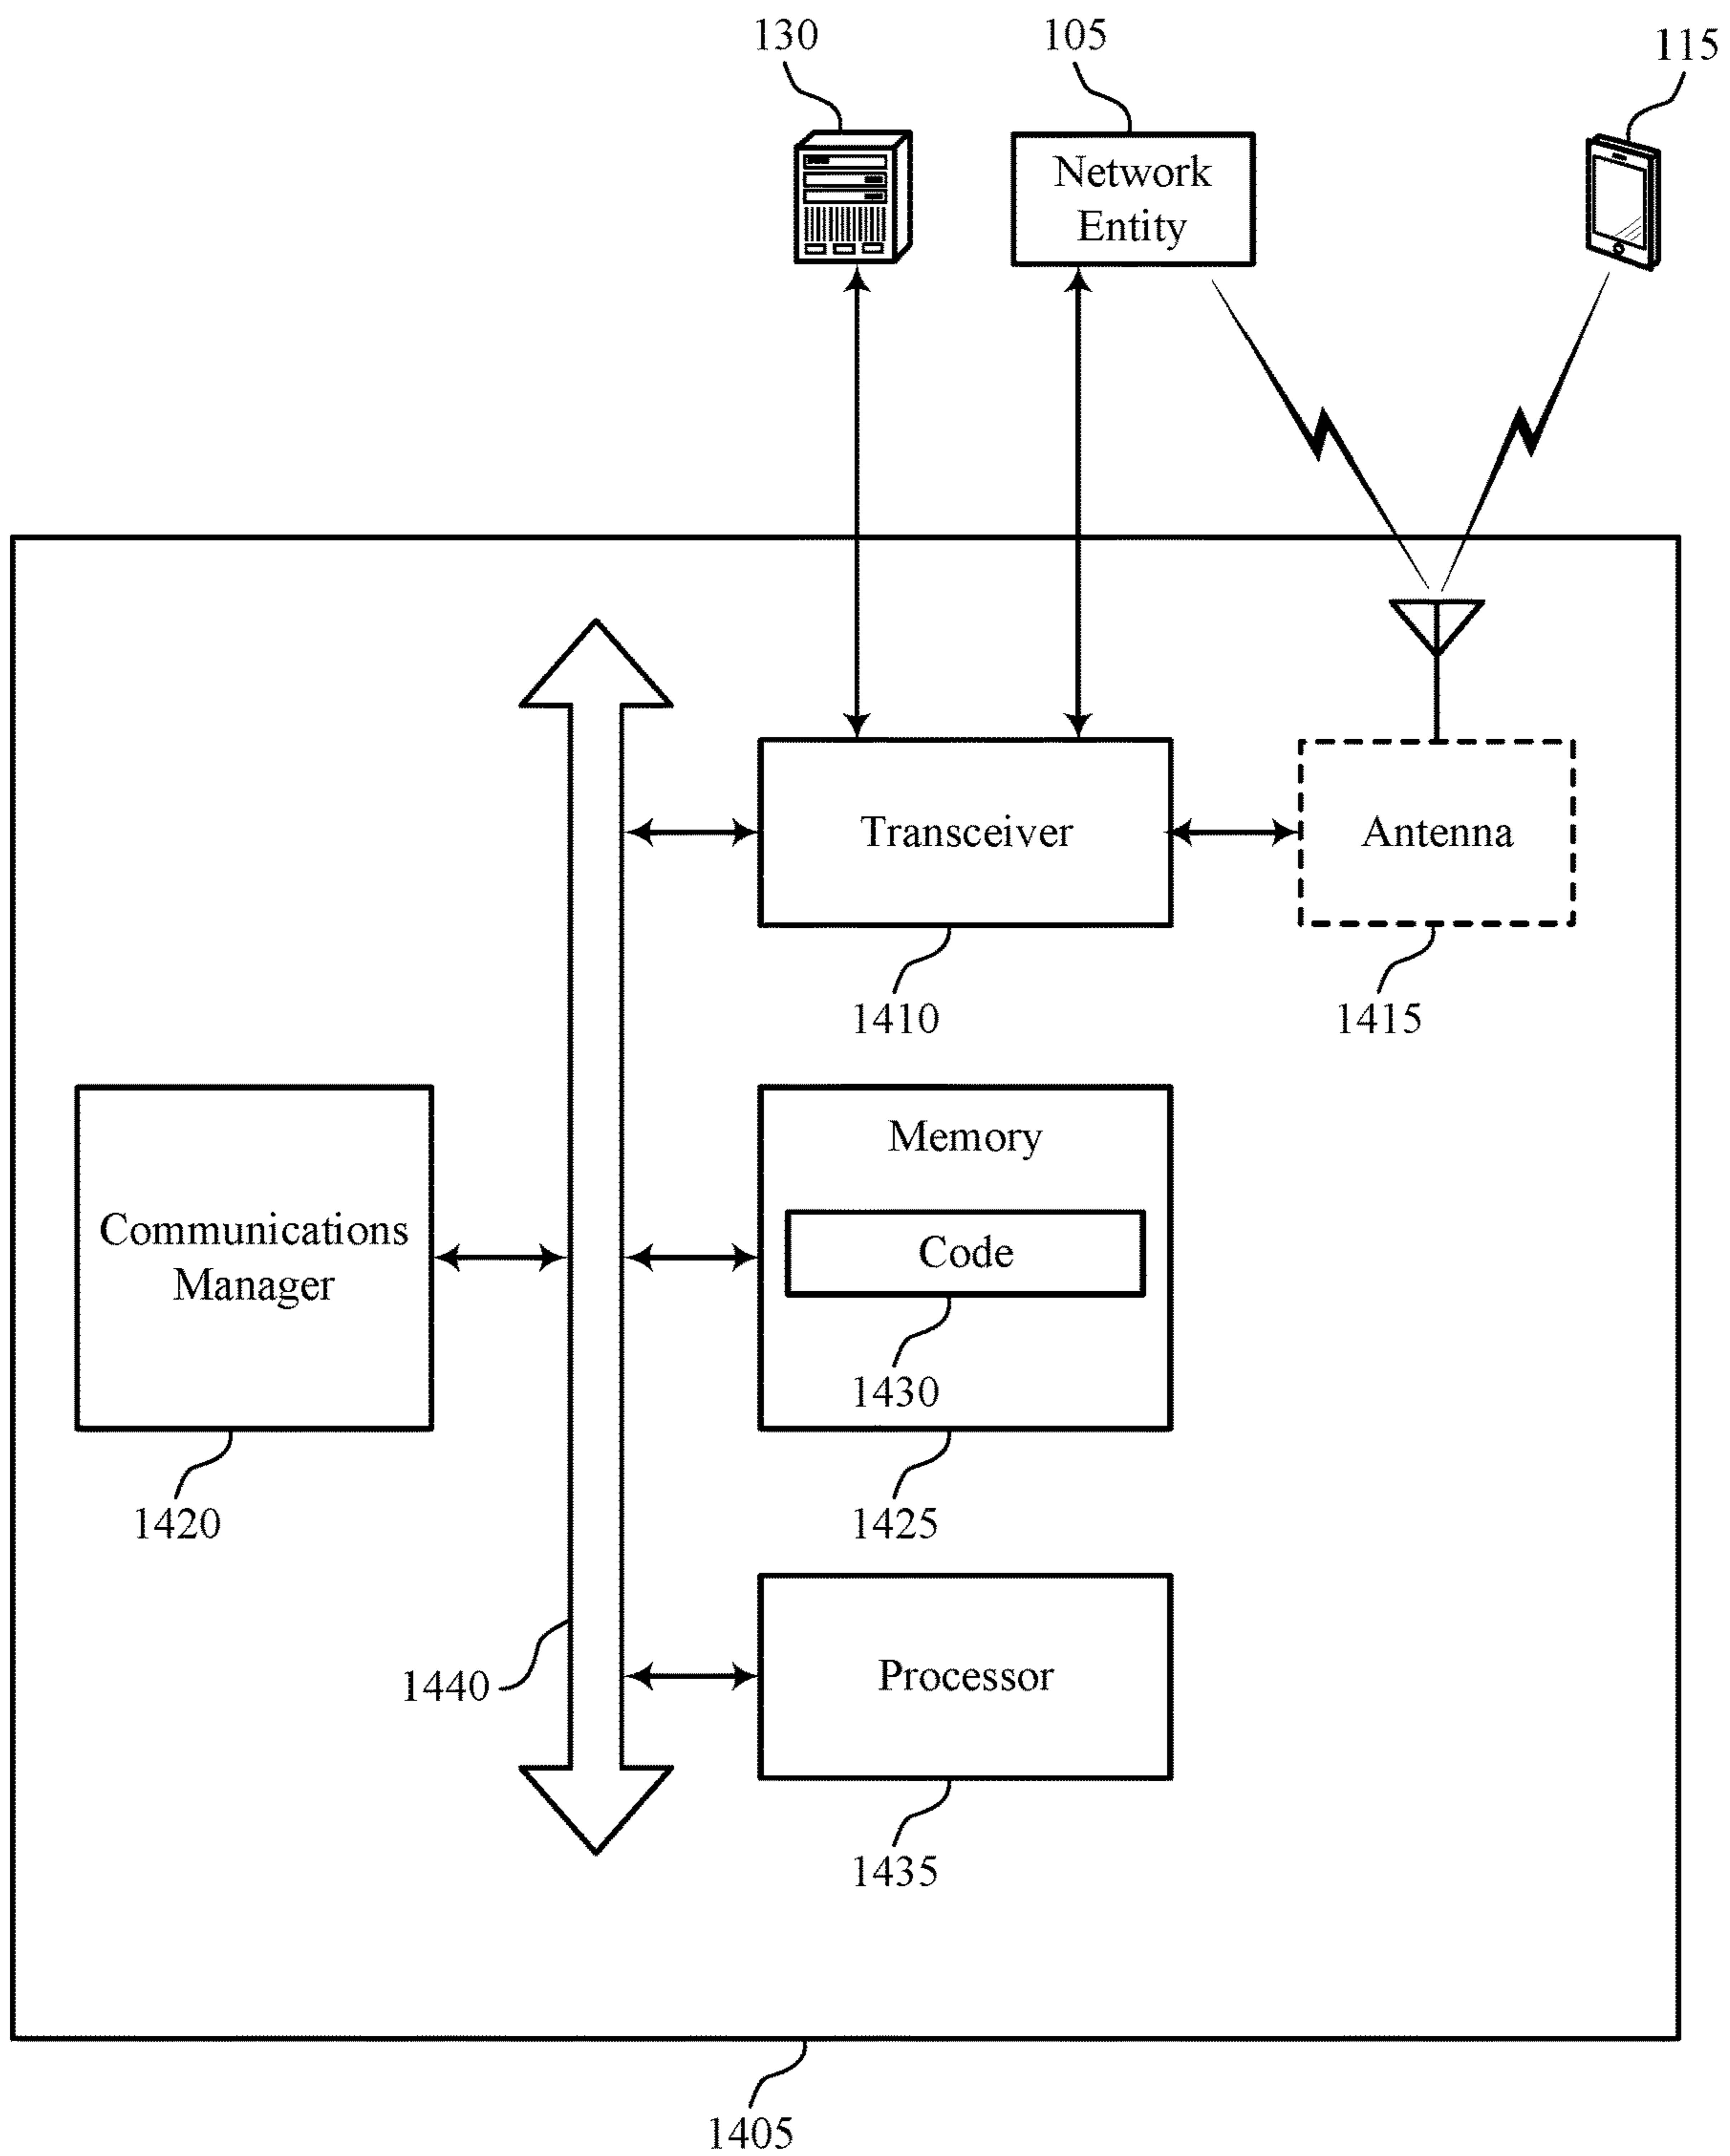 130
105
115
Network
Entity
Transceiver
Antenna
1410
1415
Memory
Communications
Manager
Code
1430
1420
1425
1440
Processor
1435
1405